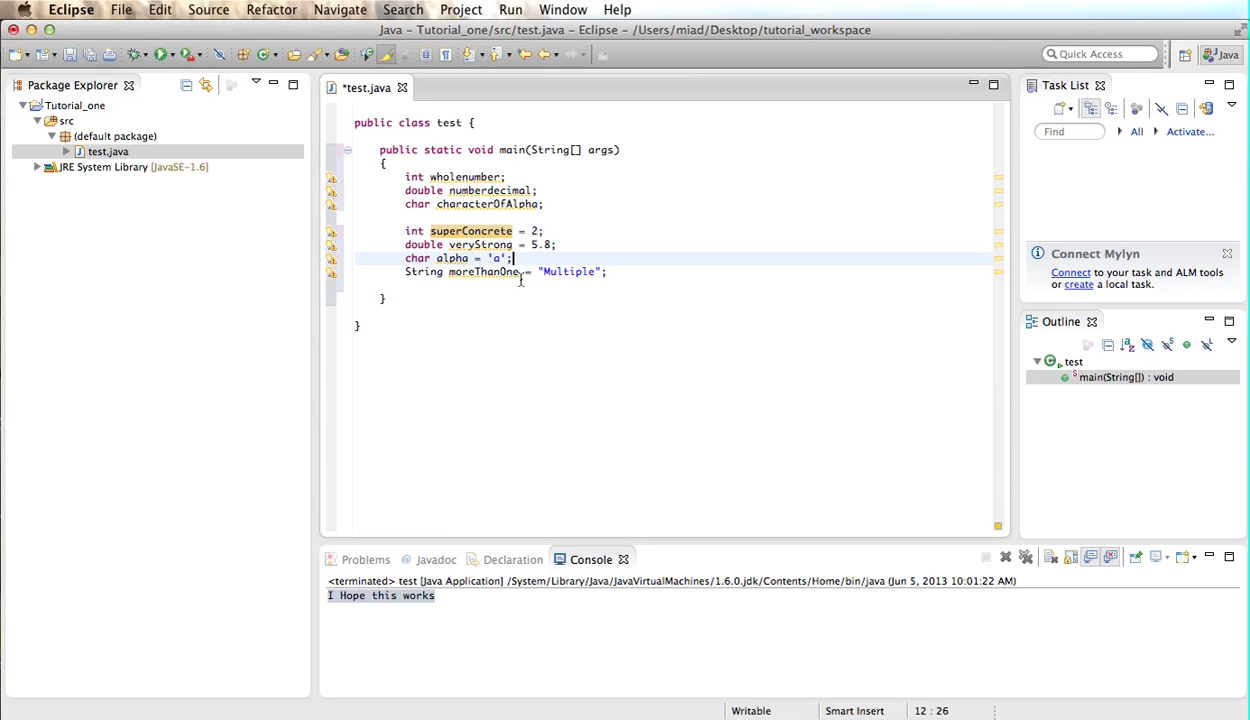 Eclipse File Edit Source Refactor Navigate Search Project Run Window Help
Java - Tutorial_one/src/test.java - Eclipse - /Users/miad/Desktop/tutorial_workspace
Quick Access
Java
Package Explorer
Tutorial_one
src
(default package)
test.java
JRE System Library [JavaSE-1.6]
*test.java
public class test {
public static void main(String[] args)
{
int wholenumber;
double numberdecimal;
char characterOfAlpha;
int superConcrete = 2;
double veryStrong = 5.8;
char alpha = 'a';
String moreThanOne = "Multiple";
}
}
Task List
Find All Activate...
Connect Mylyn
Connect to your task and ALM tools
or create a local task.
Outline
test
main(String[]) : void
Problems @ Javadoc Declaration Console
<terminated> test [Java Application] /System/Library/Java/JavaVirtualMachines/1.6.0.jdk/Contents/Home/bin/java (Jun 5, 2013 10:01:22 AM)
I Hope this works
Writable Smart Insert 12 : 26